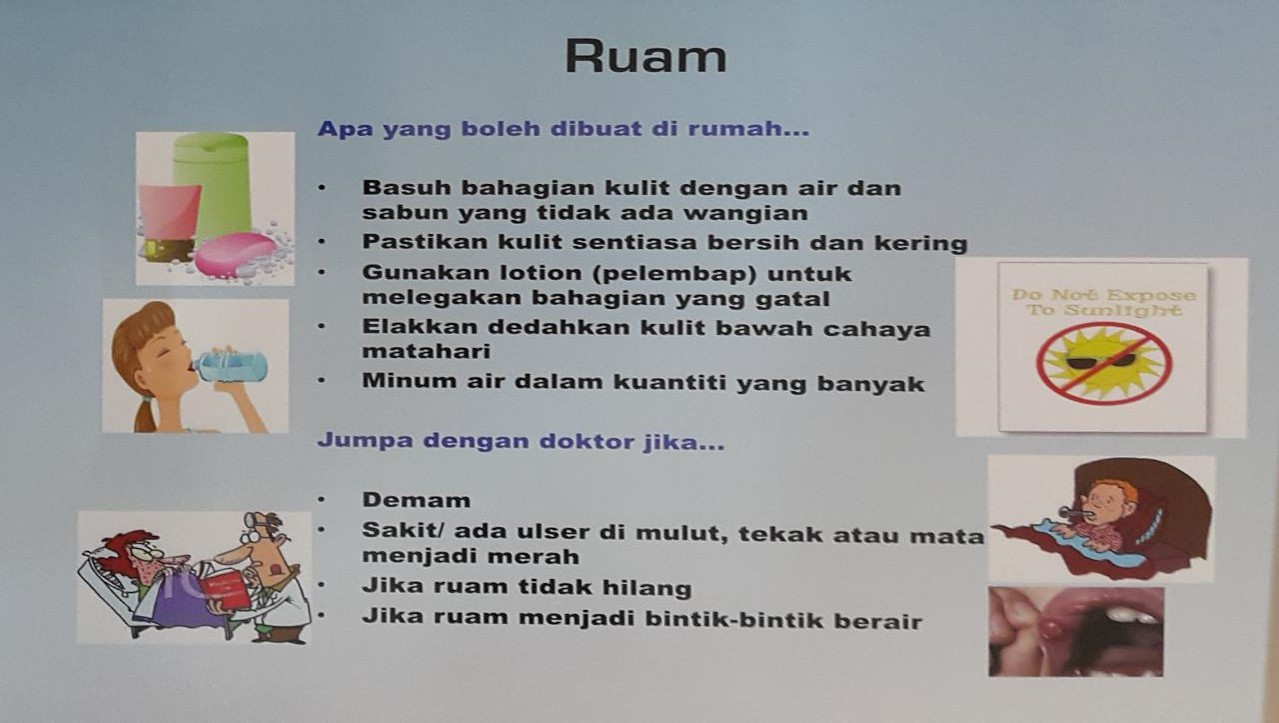 Ruam
Apa yang boleh dibuat di rumah...
• Basuh bahagian kulit dengan air dan
sabun yang tidak ada wangian
• Pastikan kulit sentiasa bersih dan kering
• Gunakan lotion (pelembap) untuk
melegakan bahagian yang gatal
• Elakkan dedahkan kulit bawah cahaya
matahari
• Minum air dalam kuantiti yang banyak
Do Not Expose
To Sunlight
Jumpa dengan doktor jika...
• Demam
• Sakit/ ada ulser di mulut, tekak atau mata
menjadi merah
• Jika ruam tidak hilang
• Jika ruam menjadi bintik-bintik berair